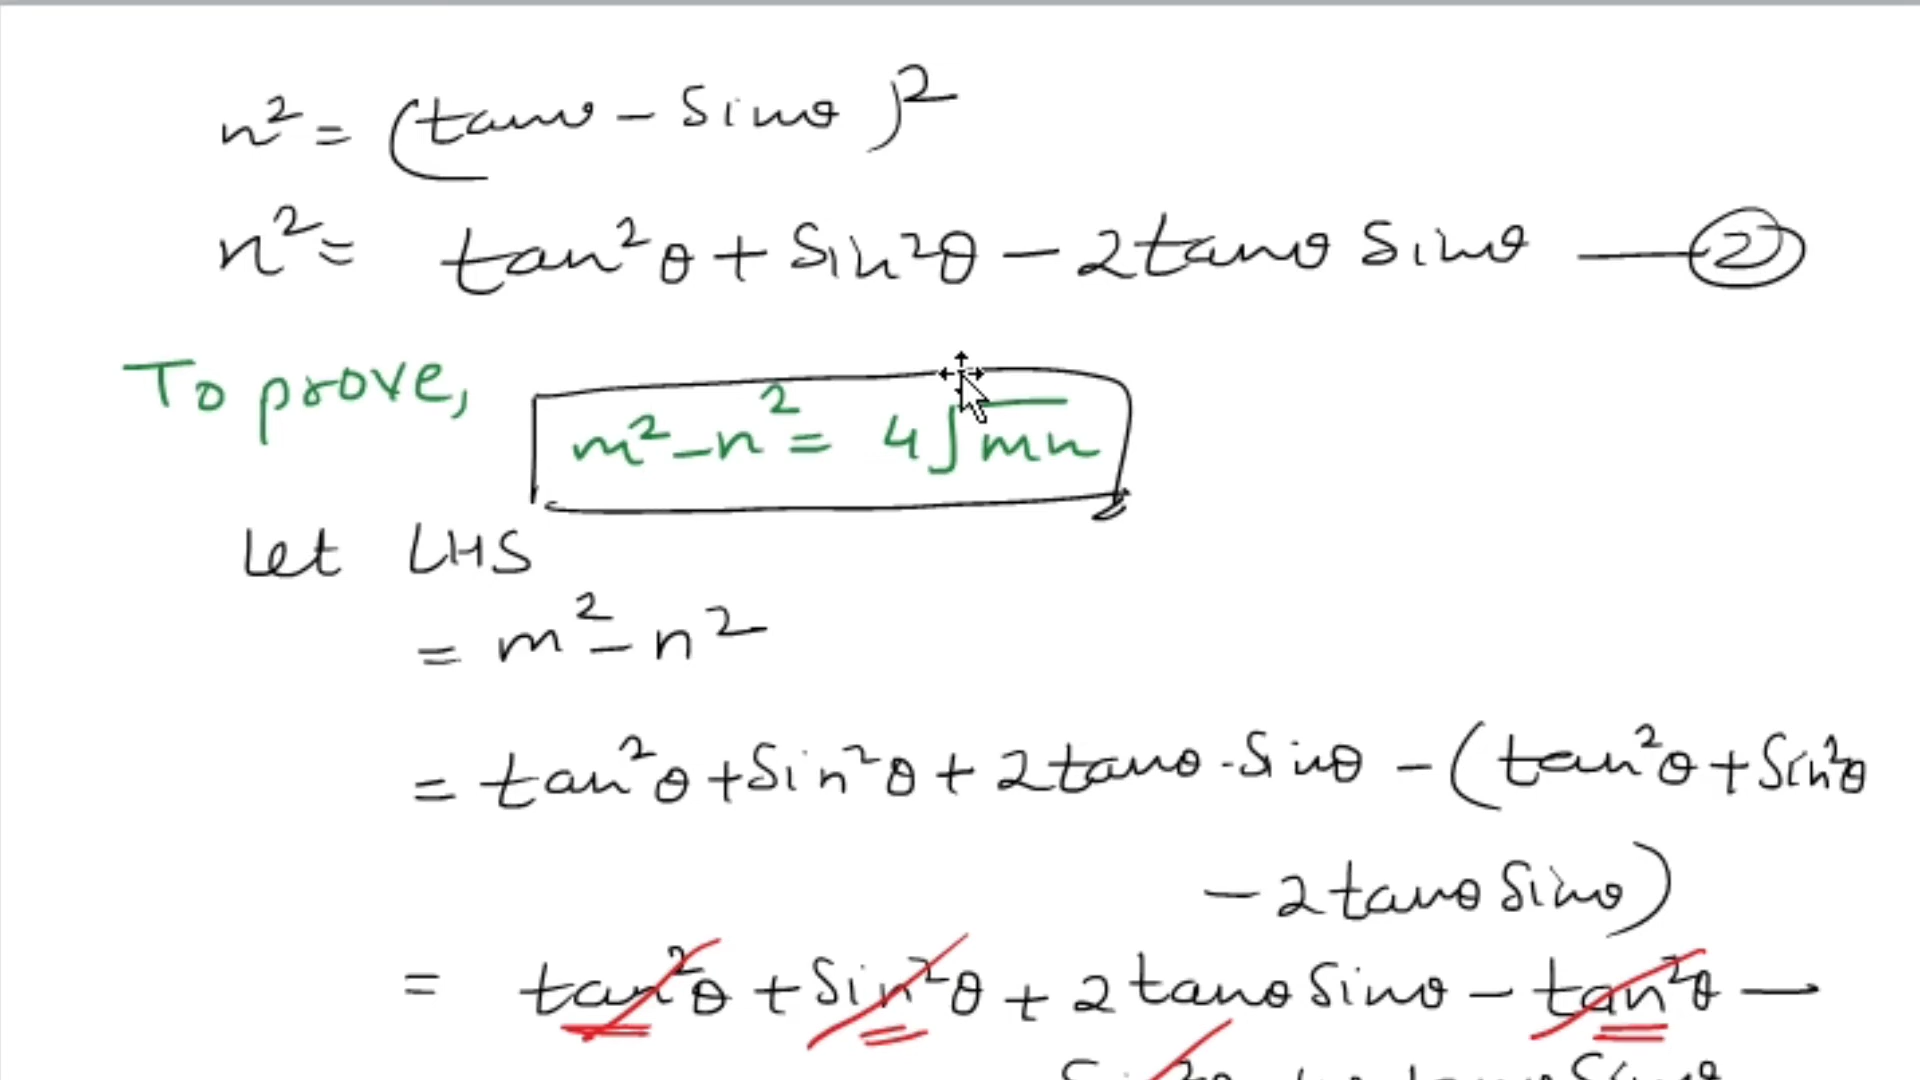 n² = (tanθ - Sinθ)²
n² = tan²θ + Sin²θ - 2tanθ Sinθ — ②
To prove,
m² - n² = 4√mn
Let LHS
= m² - n²
= tan²θ + Sin²θ + 2tanθ·Sinθ - (tan²θ + Sin²θ
- 2tanθ Sinθ)
= tan²θ + Sin²θ + 2tanθ Sinθ - tan²θ -